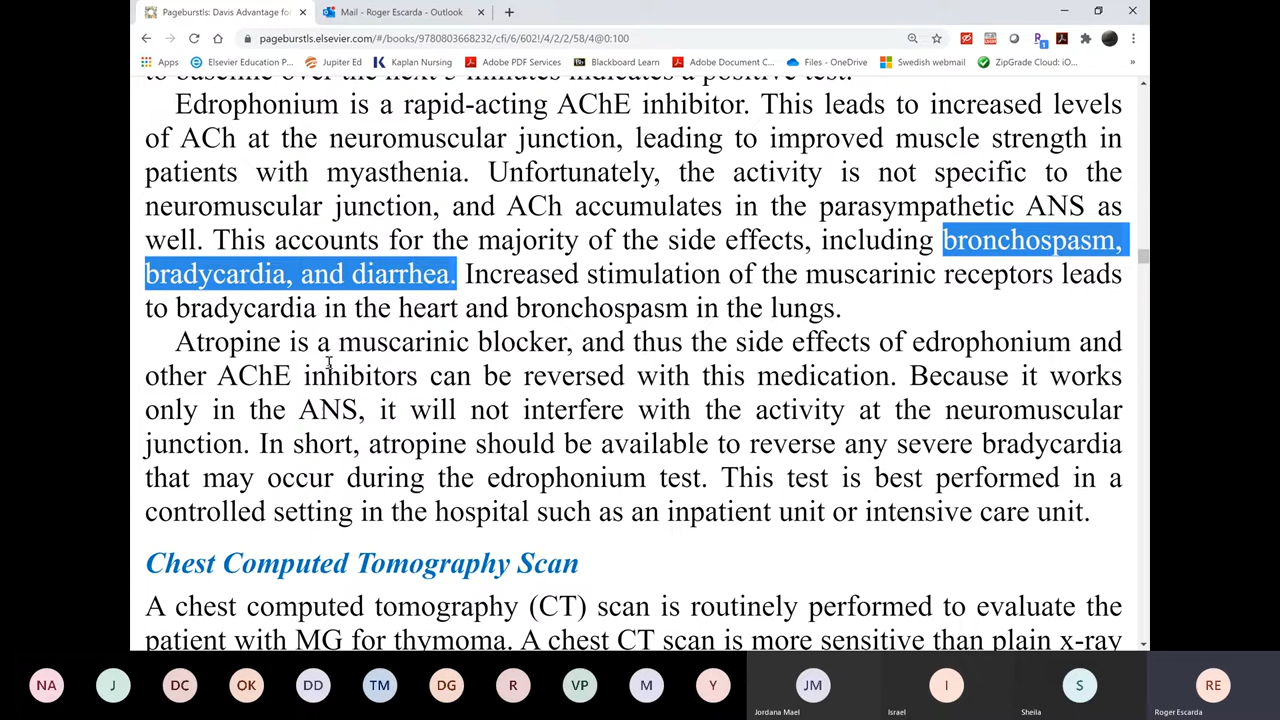 Pageburstls: Davis Advantage for
Mail - Roger Escarda - Outlook
pageburstls.elsevier.com/#/books/9780803668232/cfi/6/602!/4/2/2/58/4@0:100
Apps
Elsevier Education P...
Jupiter Ed
Kaplan Nursing
Adobe PDF Services
Blackboard Learn
Adobe Document C...
Files - OneDrive
Swedish webmail
ZipGrade Cloud: iO...
to baseline over the next 5 minutes indicates a positive test.
Edrophonium is a rapid-acting AChE inhibitor. This leads to increased levels
of ACh at the neuromuscular junction, leading to improved muscle strength in
patients with myasthenia. Unfortunately, the activity is not specific to the
neuromuscular junction, and ACh accumulates in the parasympathetic ANS as
well. This accounts for the majority of the side effects, including bronchospasm,
bradycardia, and diarrhea. Increased stimulation of the muscarinic receptors leads
to bradycardia in the heart and bronchospasm in the lungs.
Atropine is a muscarinic blocker, and thus the side effects of edrophonium and
other AChE inhibitors can be reversed with this medication. Because it works
only in the ANS, it will not interfere with the activity at the neuromuscular
junction. In short, atropine should be available to reverse any severe bradycardia
that may occur during the edrophonium test. This test is best performed in a
controlled setting in the hospital such as an inpatient unit or intensive care unit.
Chest Computed Tomography Scan
A chest computed tomography (CT) scan is routinely performed to evaluate the
patient with MG for thymoma. A chest CT scan is more sensitive than plain x-ray
NA
J
DC
OK
DD
TM
DG
R
VP
M
Y
JM
I
S
RE
Jordana Mael
Israel
Sheila
Roger Escarda